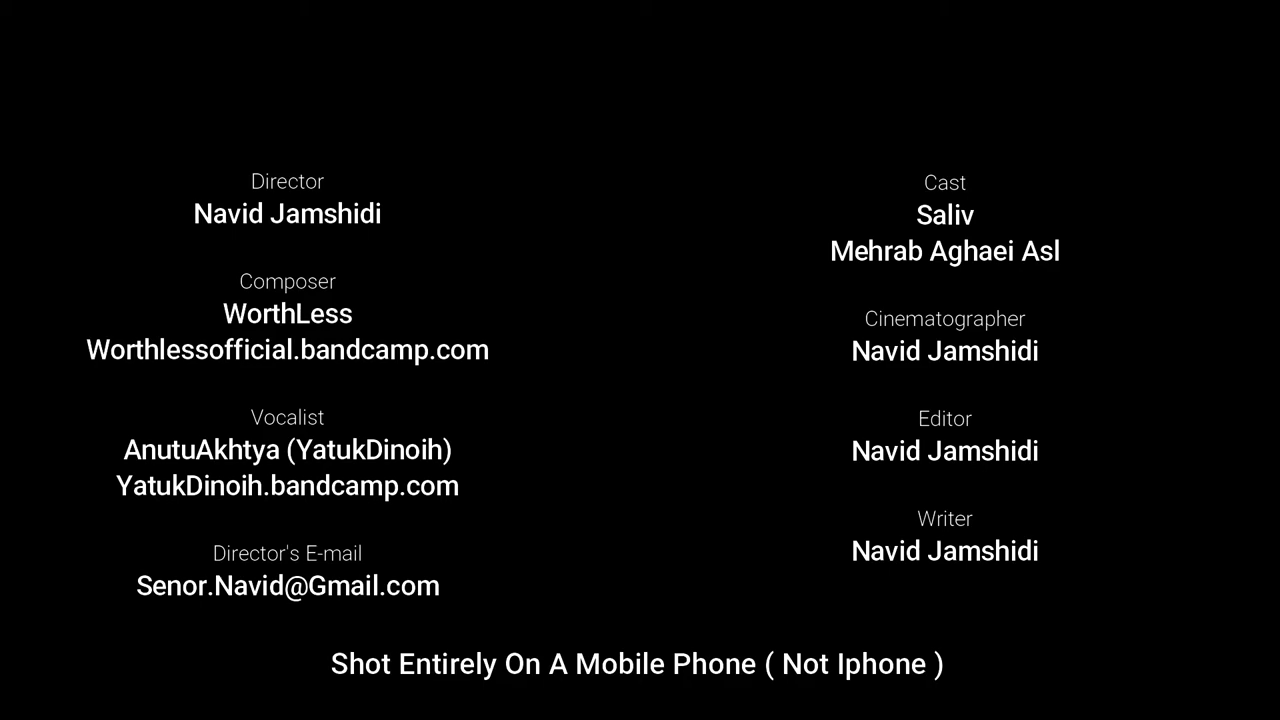 Director
Navid Jamshidi
Composer
WorthLess
Worthlessofficial.bandcamp.com
Vocalist
AnutuAkhtya (YatukDinoih)
YatukDinoih.bandcamp.com
Director's E-mail
Senor.Navid@Gmail.com
Cast
Saliv
Mehrab Aghaei Asl
Cinematographer
Navid Jamshidi
Editor
Navid Jamshidi
Writer
Navid Jamshidi
Shot Entirely On A Mobile Phone ( Not Iphone )